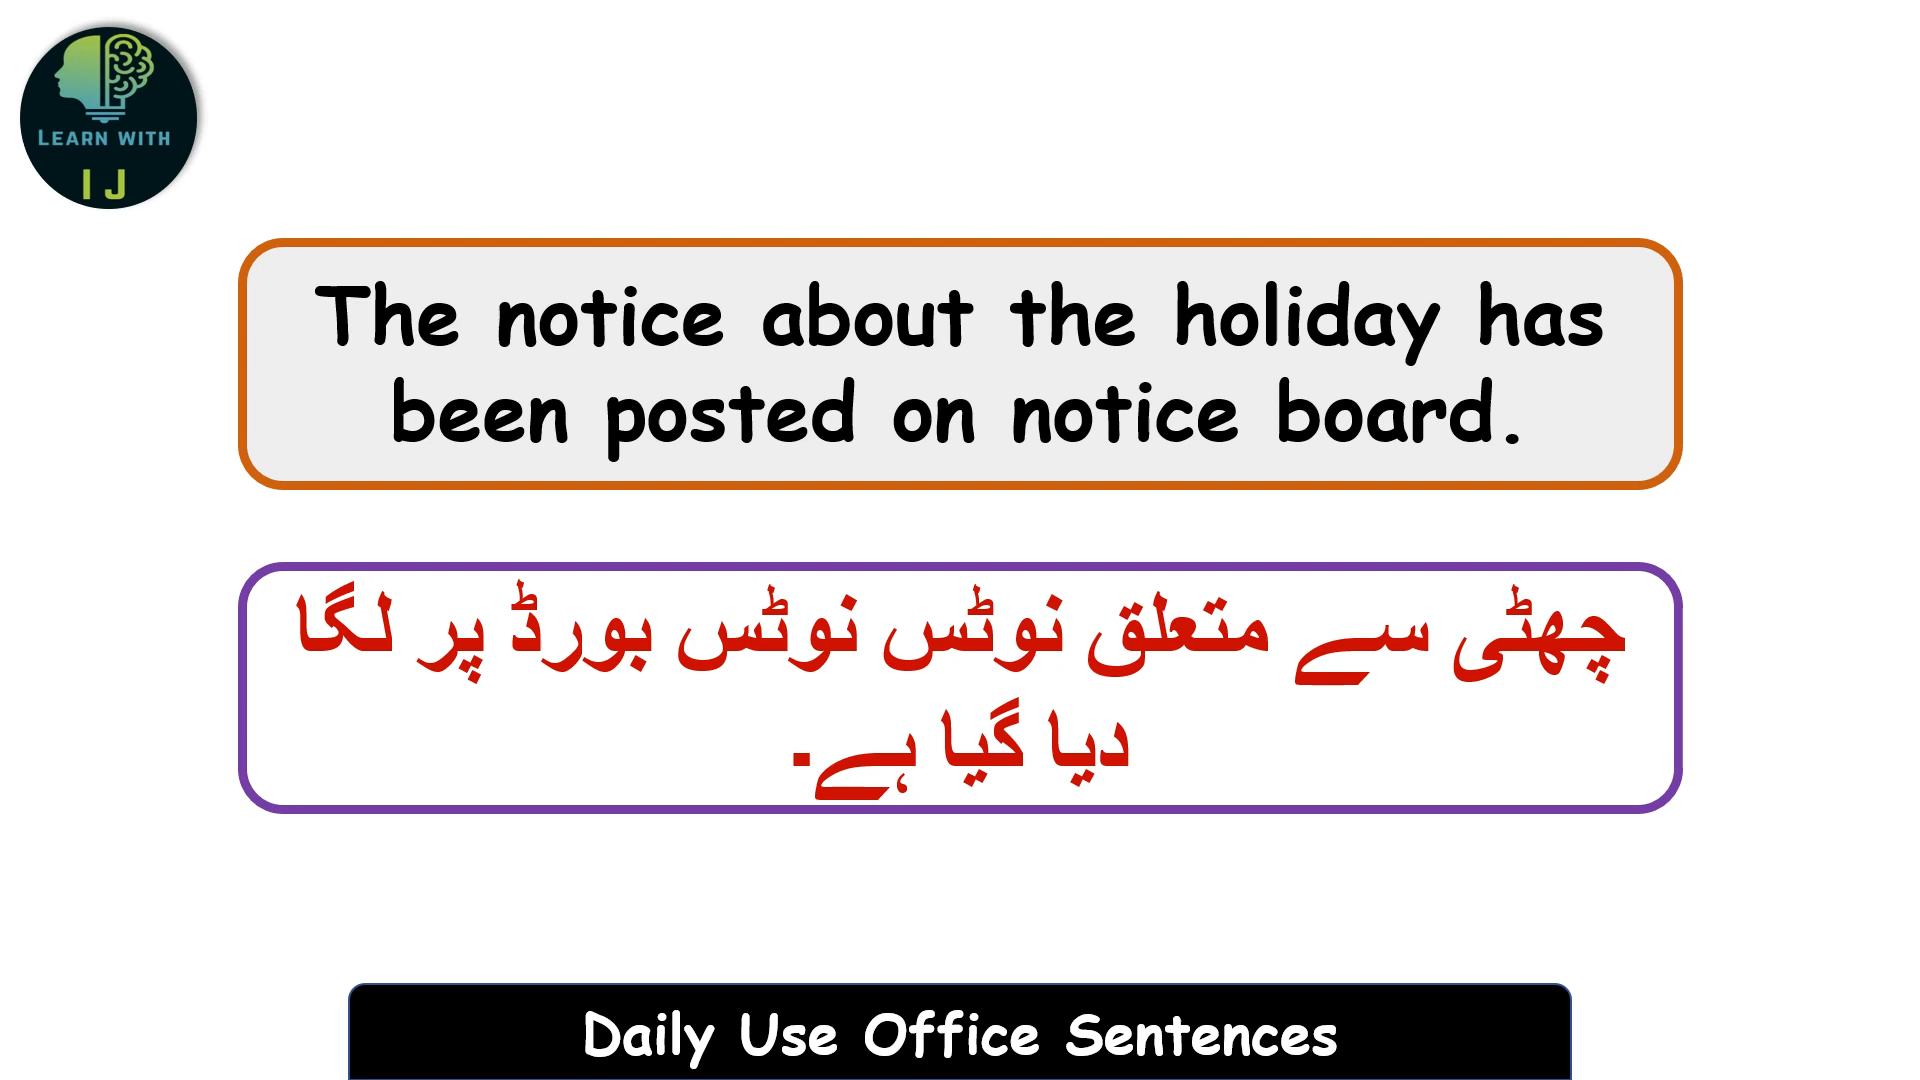 LEARN WITH
I J
The notice about the holiday has
been posted on notice board.
چھٹی سے متعلق نوٹس نوٹس بورڈ پر لگا
دیا گیا ہے۔
Daily Use Office Sentences